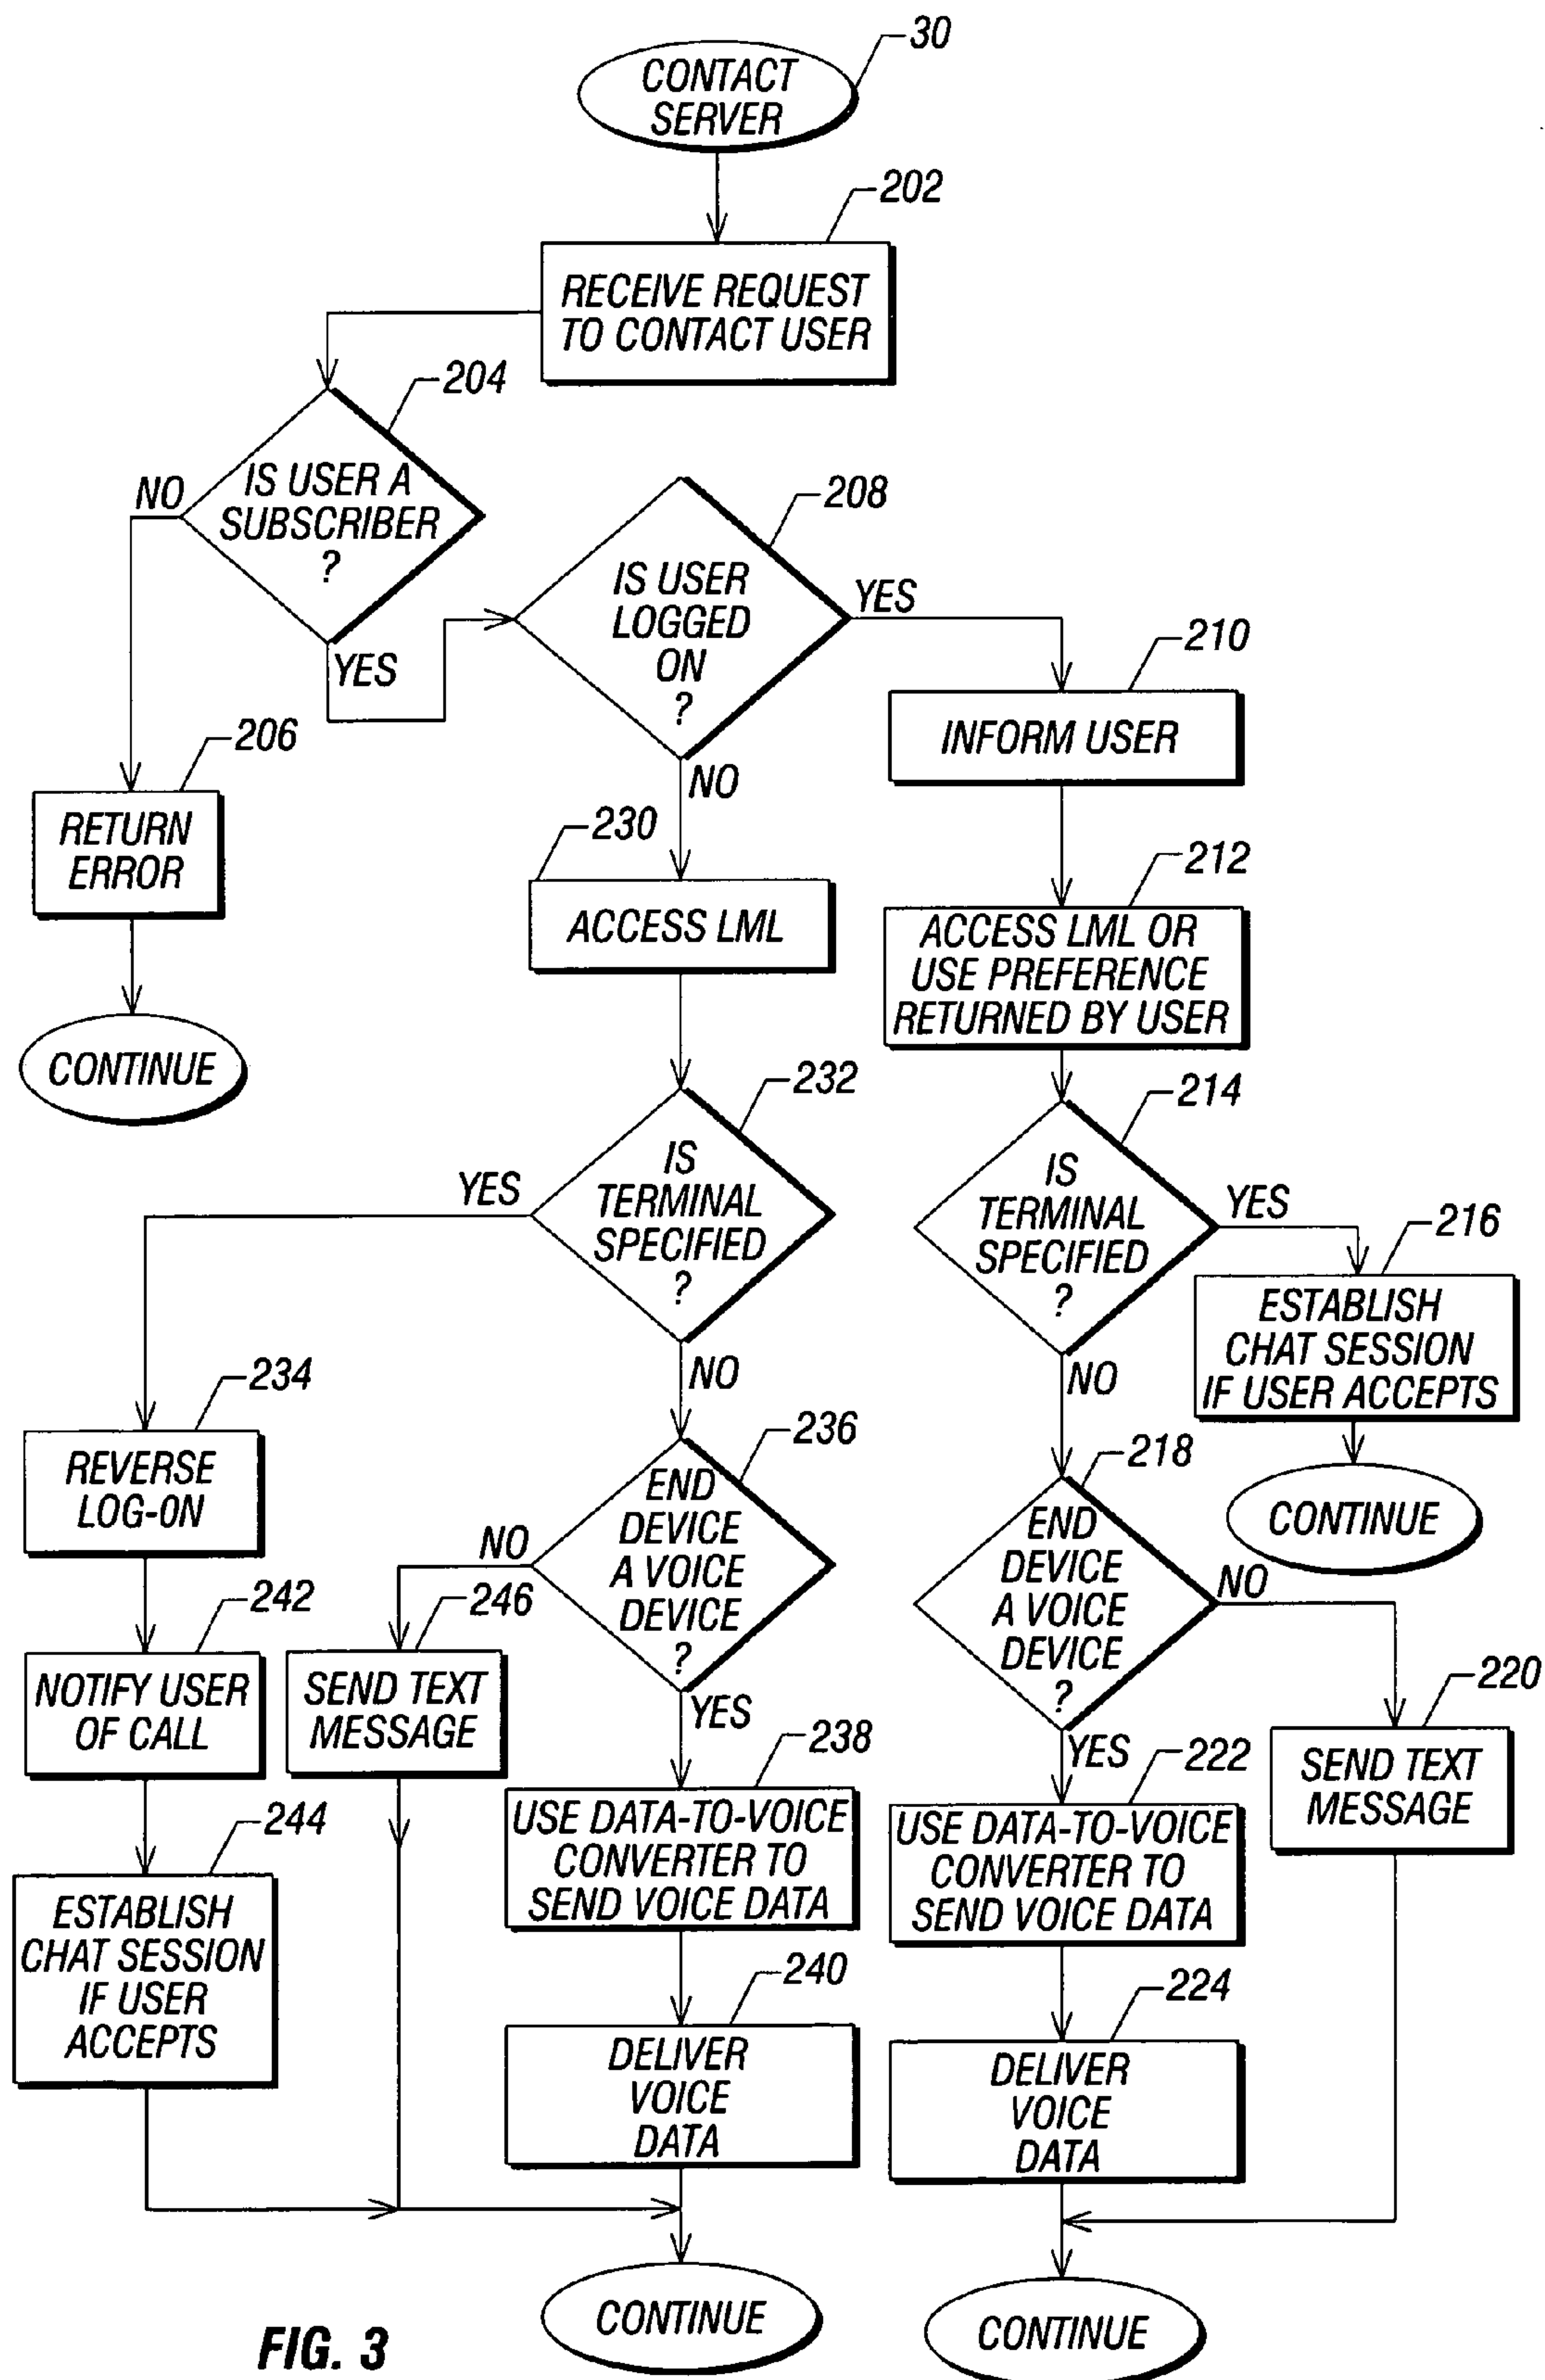 30
CONTACT
SERVER
202
RECEIVE REQUEST
TO CONTACT USER
204
IS USER A
SUBSCRIBER
?
NO
YES
208
IS USER
LOGGED
ON
?
YES
NO
206
RETURN
ERROR
CONTINUE
210
INFORM USER
230
ACCESS LML
212
ACCESS LML OR
USE PREFERENCE
RETURNED BY USER
232
IS
TERMINAL
SPECIFIED
?
YES
NO
214
IS
TERMINAL
SPECIFIED
?
YES
NO
216
ESTABLISH
CHAT SESSION
IF USER ACCEPTS
CONTINUE
234
REVERSE
LOG-ON
236
END
DEVICE
A VOICE
DEVICE
?
NO
YES
218
END
DEVICE
A VOICE
DEVICE
?
NO
YES
242
NOTIFY USER
OF CALL
246
SEND TEXT
MESSAGE
220
SEND TEXT
MESSAGE
238
USE DATA-TO-VOICE
CONVERTER TO
SEND VOICE DATA
222
USE DATA-TO-VOICE
CONVERTER TO
SEND VOICE DATA
244
ESTABLISH
CHAT SESSION
IF USER
ACCEPTS
240
DELIVER
VOICE
DATA
224
DELIVER
VOICE
DATA
CONTINUE
CONTINUE
FIG. 3